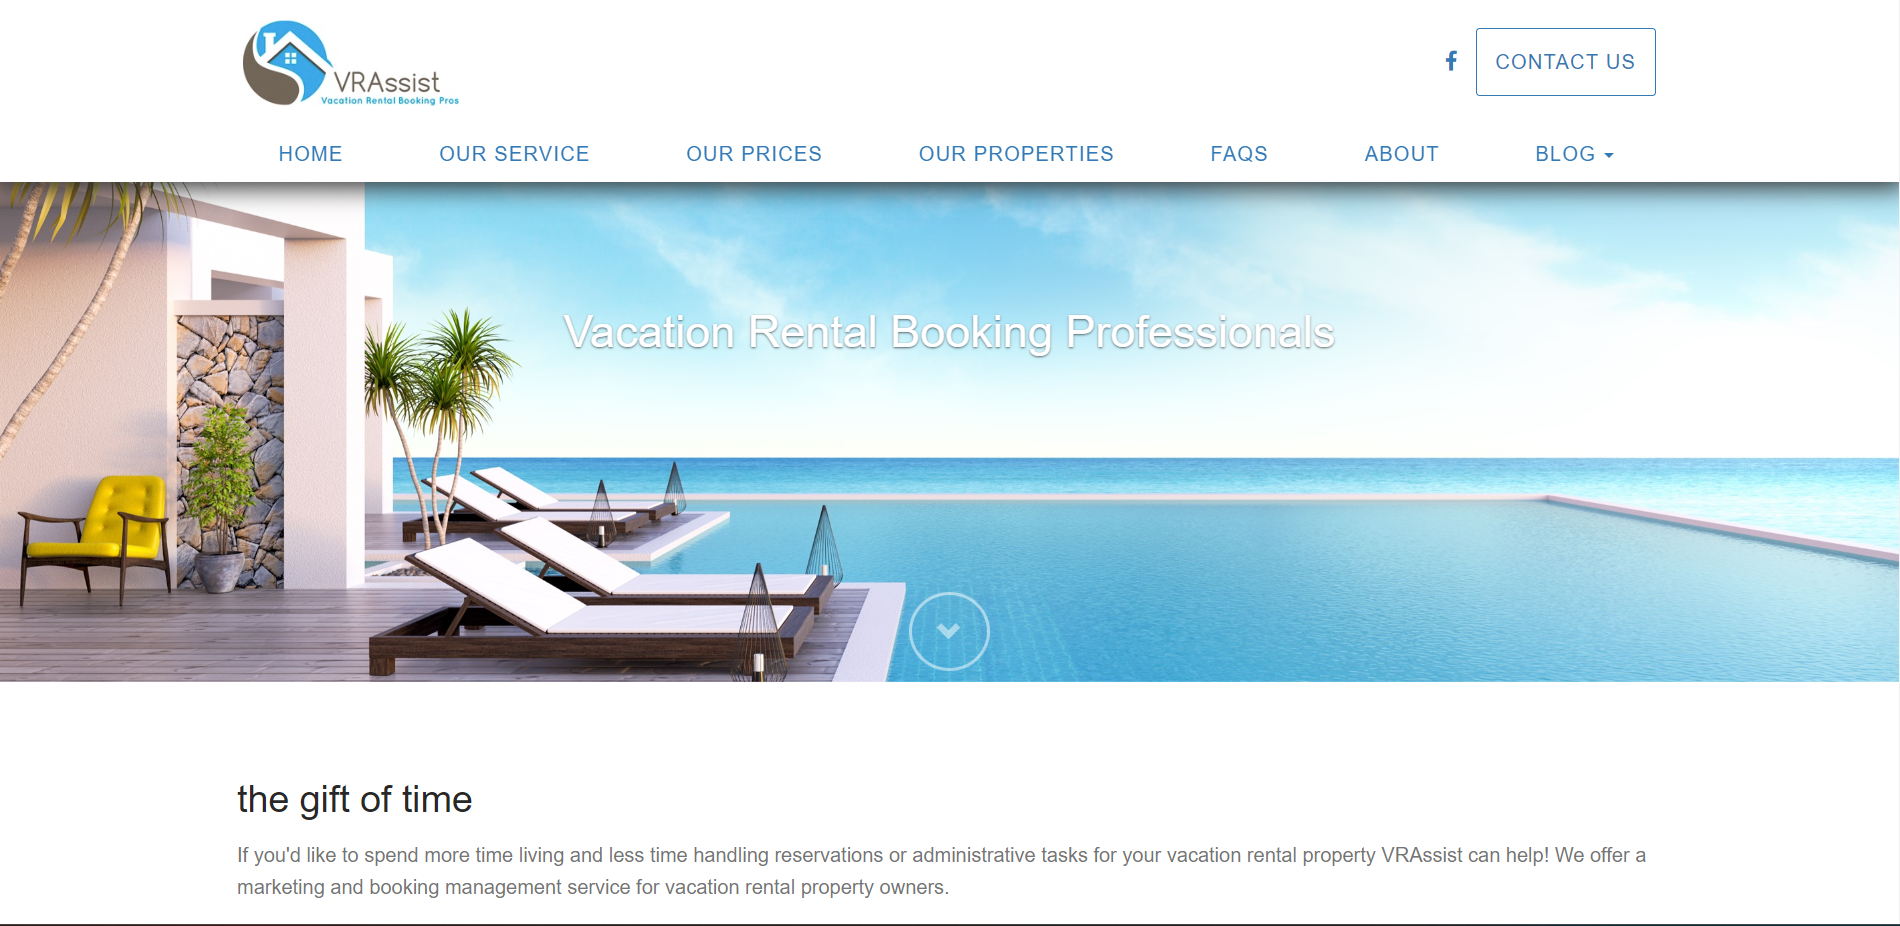 VRAssist
Vacation Rental Booking Pros
CONTACT US
HOME OUR SERVICE OUR PRICES OUR PROPERTIES FAQS ABOUT BLOG
Vacation Rental Booking Professionals
the gift of time
If you'd like to spend more time living and less time handling reservations or administrative tasks for your vacation rental property VRAssist can help! We offer a
marketing and booking management service for vacation rental property owners.